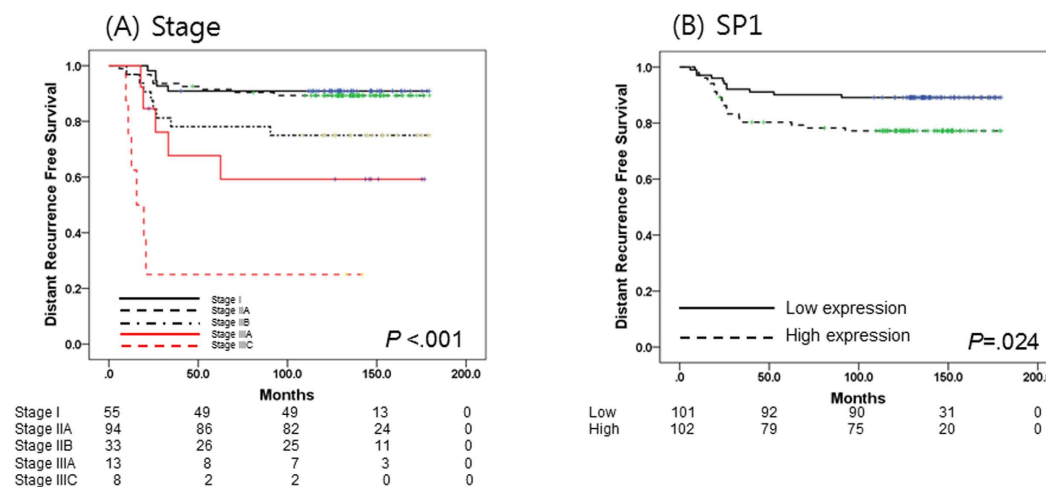 (A) Stage
Distant Recurrence Free Survival
1.0
0.8
0.6
0.4
0.2
0.0
Stage I
Stage IIA
Stage IIB
Stage IIIA
Stage IIIC
P <.001
.0 50.0 100.0 150.0 200.0
Months
Stage I 55 49 49 13 0
Stage IIA 94 86 82 24 0
Stage IIB 33 26 25 11 0
Stage IIIA 13 8 7 3 0
Stage IIIC 8 2 2 0 0
(B) SP1
Distant Recurrence Free Survival
1.0
0.8
0.6
0.4
0.2
0.0
Low expression
High expression
P=.024
.0 50.0 100.0 150.0 200.0
Months
Low 101 92 90 31 0
High 102 79 75 20 0